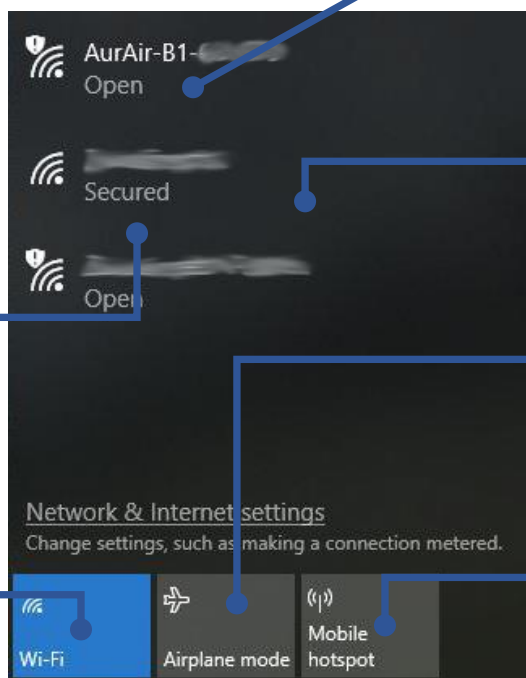 AurAir-B1-
Open
Secured
Open
Network & Internet settings
Change settings, such as making a connection metered.
Wi-Fi
Airplane mode
Mobile
hotspot